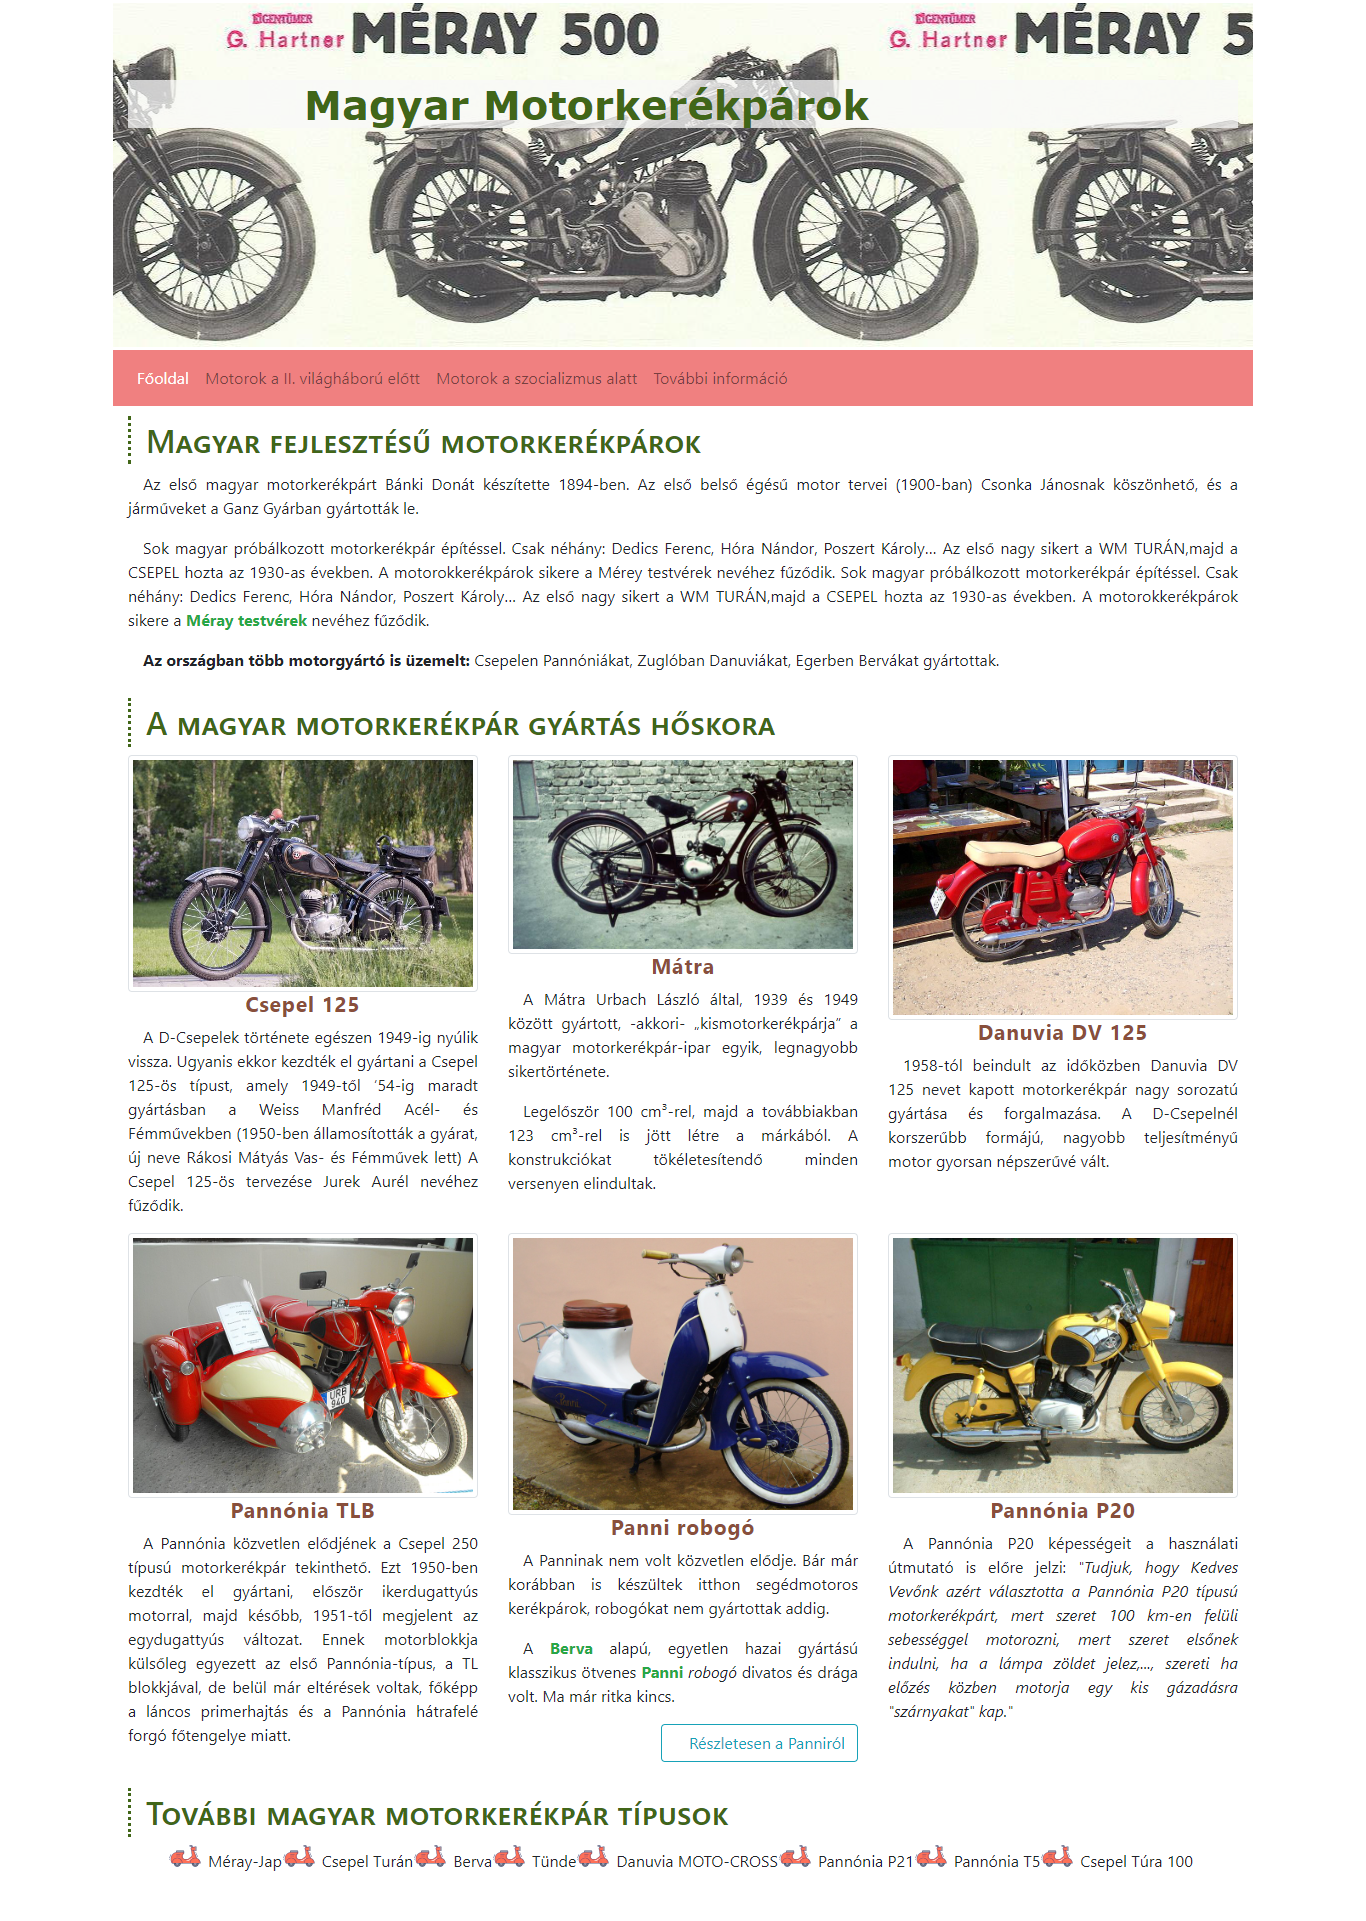 EIGENTÜMER
G. Hartner
MÉRAY 500
EIGENTÜMER
G. Hartner
MÉRAY 5
Magyar Motorkerékpárok
Főoldal Motorok a II. világháború előtt Motorok a szocializmus alatt További információ
Magyar fejlesztésű motorkerékpárok
Az első magyar motorkerékpárt Bánki Donát készítette 1894-ben. Az első belső égésű motor tervei (1900-ban) Csonka Jánosnak köszönhető, és a
járműveket a Ganz Gyárban gyártották le.
Sok magyar próbálkozott motorkerékpár építéssel. Csak néhány: Dedics Ferenc, Hóra Nándor, Poszert Károly... Az első nagy sikert a WM TURÁN,majd a
CSEPEL hozta az 1930-as években. A motorokkerékpárok sikere a Mérey testvérek nevéhez fűződik. Sok magyar próbálkozott motorkerékpár építéssel. Csak
néhány: Dedics Ferenc, Hóra Nándor, Poszert Károly... Az első nagy sikert a WM TURÁN,majd a CSEPEL hozta az 1930-as években. A motorokkerékpárok
sikere a Méray testvérek nevéhez fűződik.
Az országban több motorgyártó is üzemelt: Csepelen Pannóniákat, Zuglóban Danuviákat, Egerben Bervákat gyártottak.
A magyar motorkerékpár gyártás hőskora
Csepel 125
A D-Csepelek története egészen 1949-ig nyúlik
vissza. Ugyanis ekkor kezdték el gyártani a Csepel
125-ös típust, amely 1949-től ’54-ig maradt
gyártásban a Weiss Manfréd Acél- és
Fémművekben (1950-ben államosították a gyárat,
új neve Rákosi Mátyás Vas- és Fémművek lett) A
Csepel 125-ös tervezése Jurek Aurél nevéhez
fűződik.
Mátra
A Mátra Urbach László által, 1939 és 1949
között gyártott, -akkori- „kismotorkerékpárja” a
magyar motorkerékpár-ipar egyik, legnagyobb
sikertörténete.
Legelőször 100 cm³-rel, majd a továbbiakban
123 cm³-rel is jött létre a márkából. A
konstrukciókat tökéletesítendő minden
versenyen elindultak.
Danuvia DV 125
1958-tól beindult az időközben Danuvia DV
125 nevet kapott motorkerékpár nagy sorozatú
gyártása és forgalmazása. A D-Csepelnél
korszerűbb formájú, nagyobb teljesítményű
motor gyorsan népszerűvé vált.
URB
940
Pannónia TLB
A Pannónia közvetlen elődjének a Csepel 250
típusú motorkerékpár tekinthető. Ezt 1950-ben
kezdték el gyártani, először ikerdugattyús
motorral, majd később, 1951-től megjelent az
egydugattyús változat. Ennek motorblokkja
külsőleg egyezett az első Pannónia-típus, a TL
blokkjával, de belül már eltérések voltak, főképp
a láncos primerhajtás és a Pannónia hátrafelé
forgó főtengelye miatt.
Panni
Panni robogó
A Panninak nem volt közvetlen elődje. Bár már
korábban is készültek itthon segédmotoros
kerékpárok, robogókat nem gyártottak addig.
A Berva alapú, egyetlen hazai gyártású
klasszikus ötvenes Panni robogó divatos és drága
volt. Ma már ritka kincs.
Részletesen a Panniról
Pannónia P20
A Pannónia P20 képességeit a használati
útmutató is előre jelzi: "Tudjuk, hogy Kedves
Vevőnk azért választotta a Pannónia P20 típusú
motorkerékpárt, mert szeret 100 km-en felüli
sebességgel motorozni, mert szeret elsőnek
indulni, ha a lámpa zöldet jelez,..., szereti ha
előzés közben motorja egy kis gázadásra
"szárnyakat" kap."
További magyar motorkerékpár típusok
Méray-Jap Csepel Turán Berva Tünde Danuvia MOTO-CROSS Pannónia P21 Pannónia T5 Csepel Túra 100